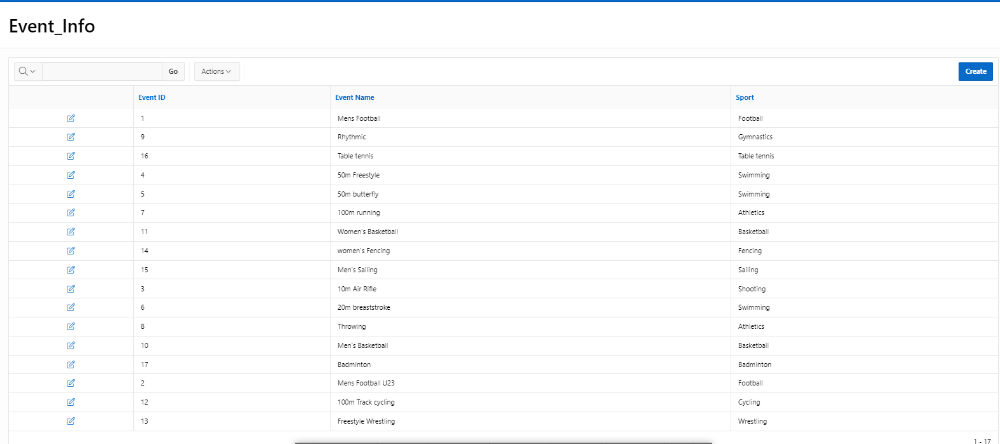 Event_Info
Go Actions Create
Event ID Event Name Sport
1 Mens Football Football
9 Rhythmic Gymnastics
16 Table tennis Table tennis
4 50m Freestyle Swimming
5 50m butterfly Swimming
7 100m running Athletics
11 Women's Basketball Basketball
14 women's Fencing Fencing
15 Men's Sailing Sailing
3 10m Air Rifle Shooting
6 20m breaststroke Swimming
8 Throwing Athletics
10 Men's Basketball Basketball
17 Badminton Badminton
2 Mens Football U23 Football
12 100m Track cycling Cycling
13 Freestyle Wrestling Wrestling
1 - 17